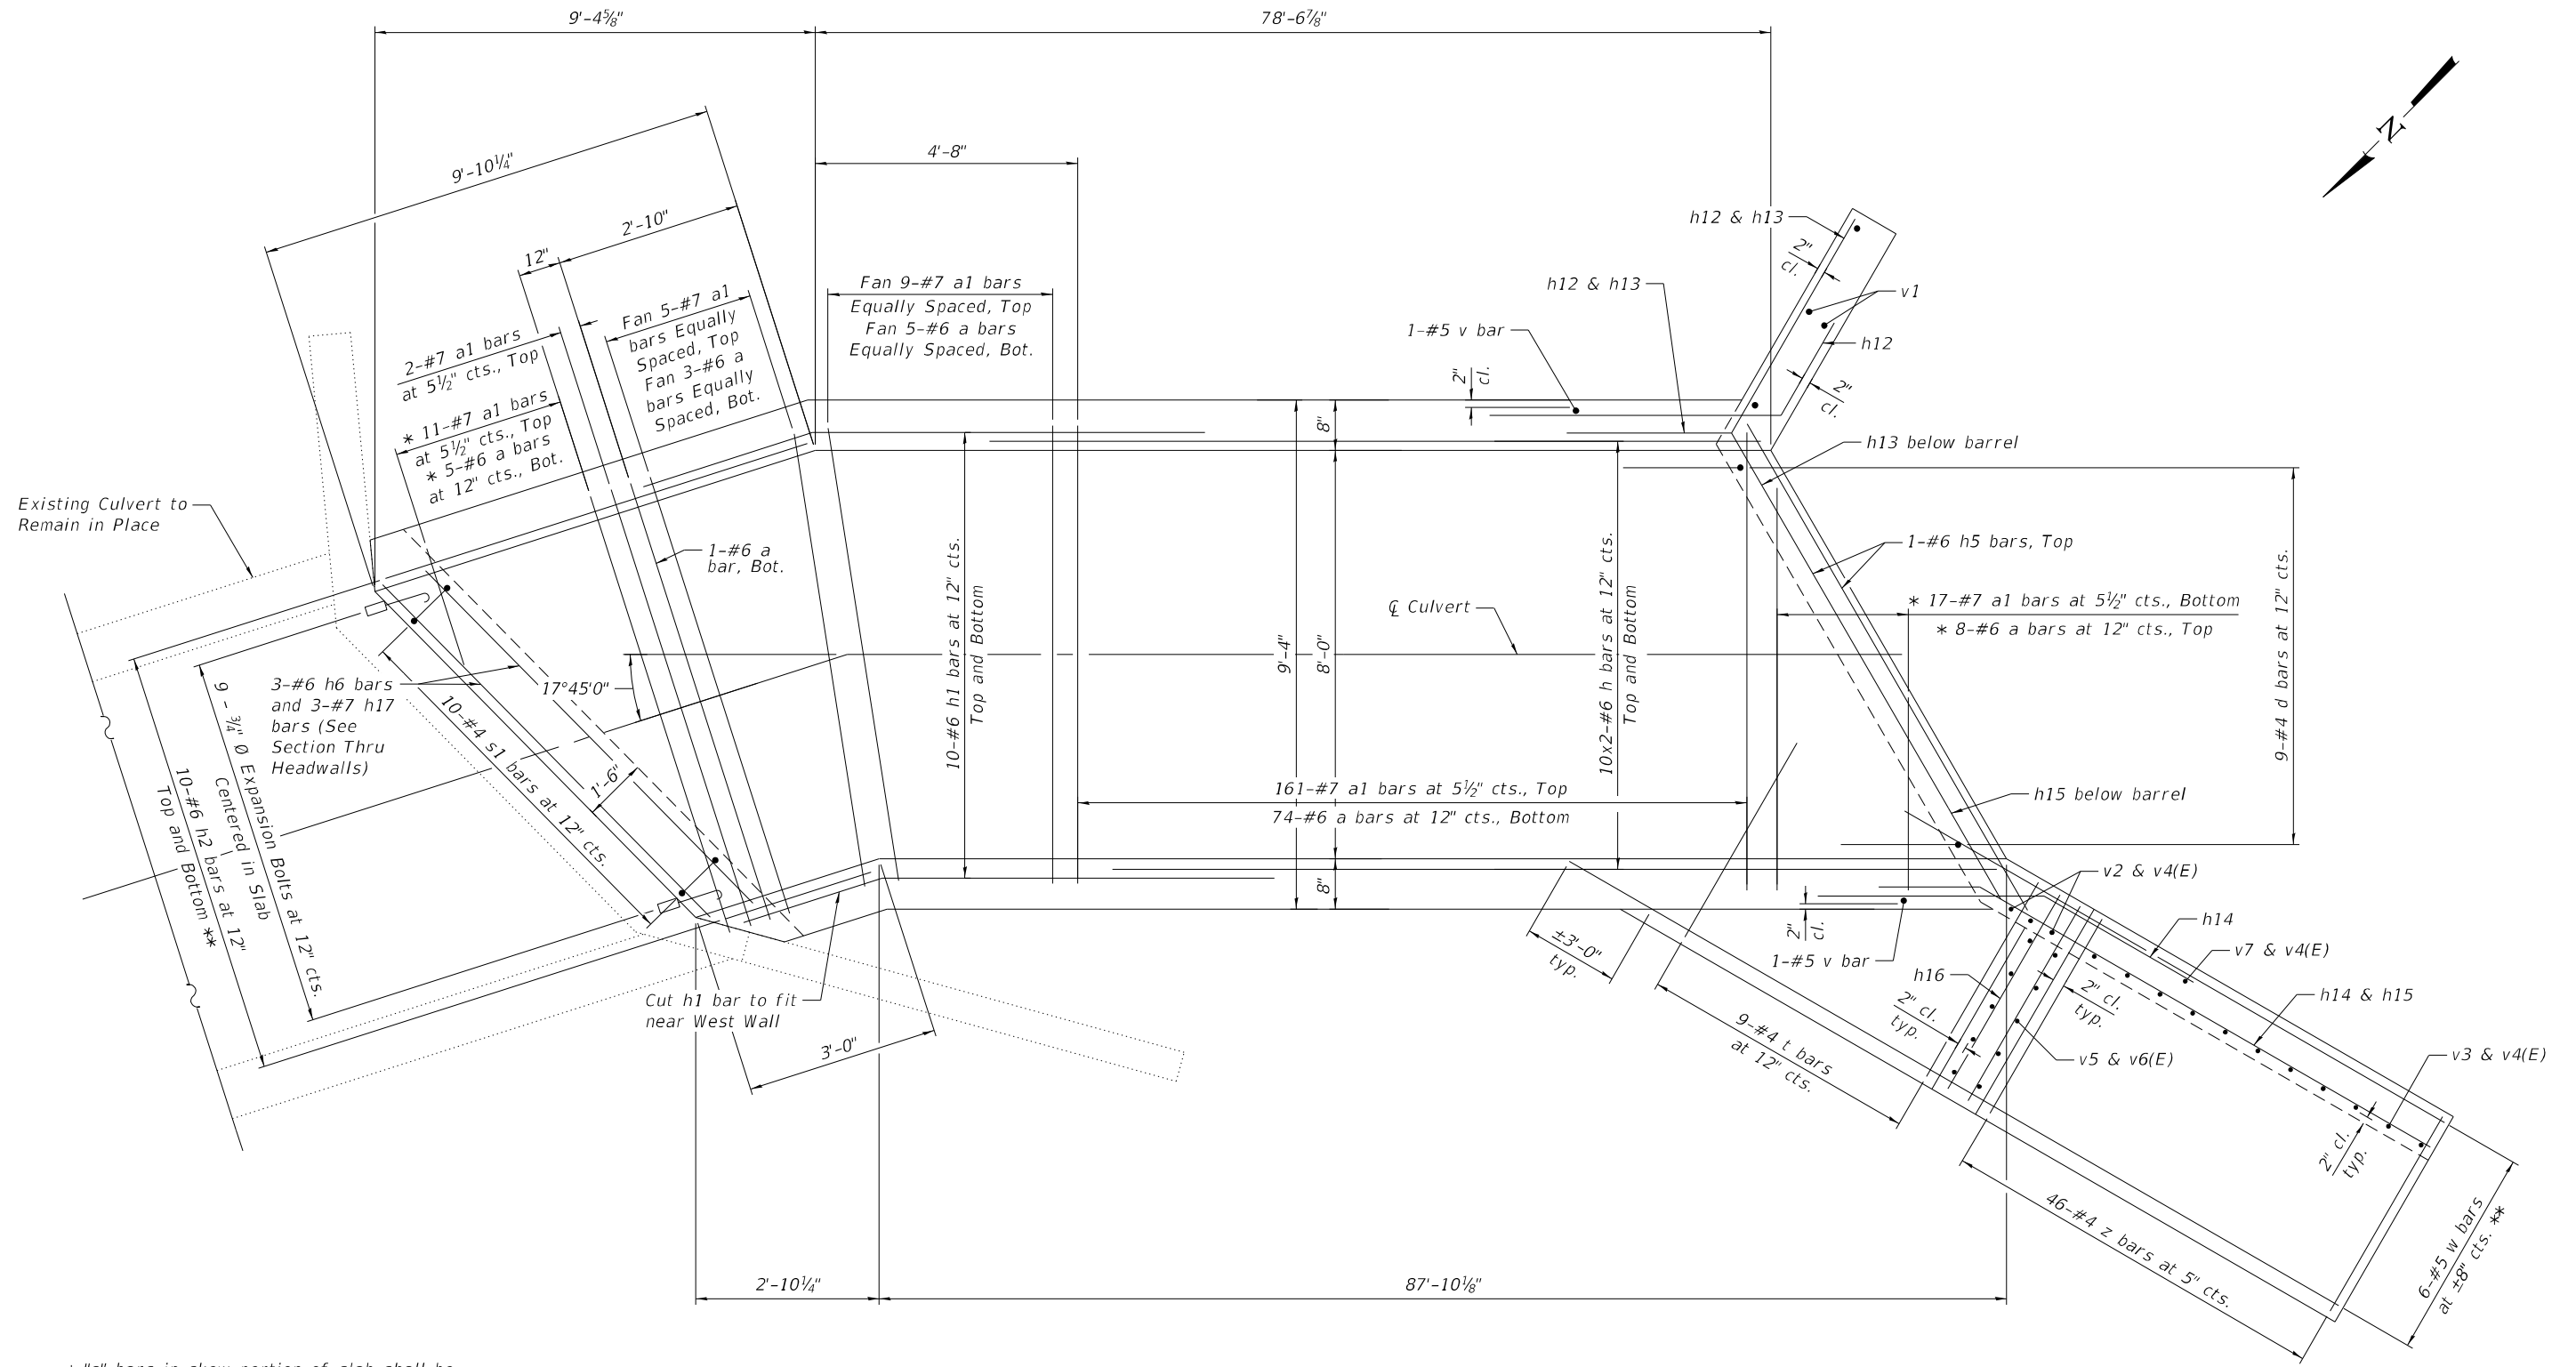 9'-4⅝"
78'-6⅞"
9'-10¼"
4'-8"
2'-10"
12"
N
Fan 9-#7 a1 bars
Equally Spaced, Top
Fan 5-#6 a bars
Equally Spaced, Bot.
Fan 5-#7 a1
bars Equally
Spaced, Top
Fan 3-#6 a
bars Equally
Spaced, Bot.
2-#7 a1 bars
at 5½" cts., Top
* 11-#7 a1 bars
at 5½" cts., Top
* 5-#6 a bars
at 12" cts., Bot.
h12 & h13
2"
cl.
v1
h12 & h13
1-#5 v bar
h12
2"
cl.
2"
cl.
8"
h13 below barrel
Existing Culvert to
Remain in Place
1-#6 a
bar, Bot.
10-#6 h1 bars at 12" cts.
Top and Bottom
9'-4"
8'-0"
10x2-#6 h bars at 12" cts.
Top and Bottom
℄ Culvert
1-#6 h5 bars, Top
* 17-#7 a1 bars at 5½" cts., Bottom
* 8-#6 a bars at 12" cts., Top
9-#4 d bars at 12" cts.
17°45'0"
3-#6 h6 bars
and 3-#7 h17
bars (See
Section Thru
Headwalls)
10-#4 s1 bars at 12" cts.
1'-6"
9 - ¾" Ø Expansion Bolts at 12" cts.
Centered in Slab
10-#6 h2 bars at 12"
Top and Bottom **
161-#7 a1 bars at 5½" cts., Top
74-#6 a bars at 12" cts., Bottom
h15 below barrel
8"
v2 & v4(E)
2"
cl.
1-#5 v bar
h14
v7 & v4(E)
±3'-0"
typ.
h16
2" cl.
typ.
2" cl.
typ.
h14 & h15
Cut h1 bar to fit
near West Wall
3'-0"
9-#4 t bars
at 12" cts.
v5 & v6(E)
v3 & v4(E)
2" cl.
typ.
46-#4 z bars at 5" cts.
6-#5 w bars
at ±8" cts. **
2'-10¼"
87'-10⅛"
"a" bars in skew portion of slab shall be